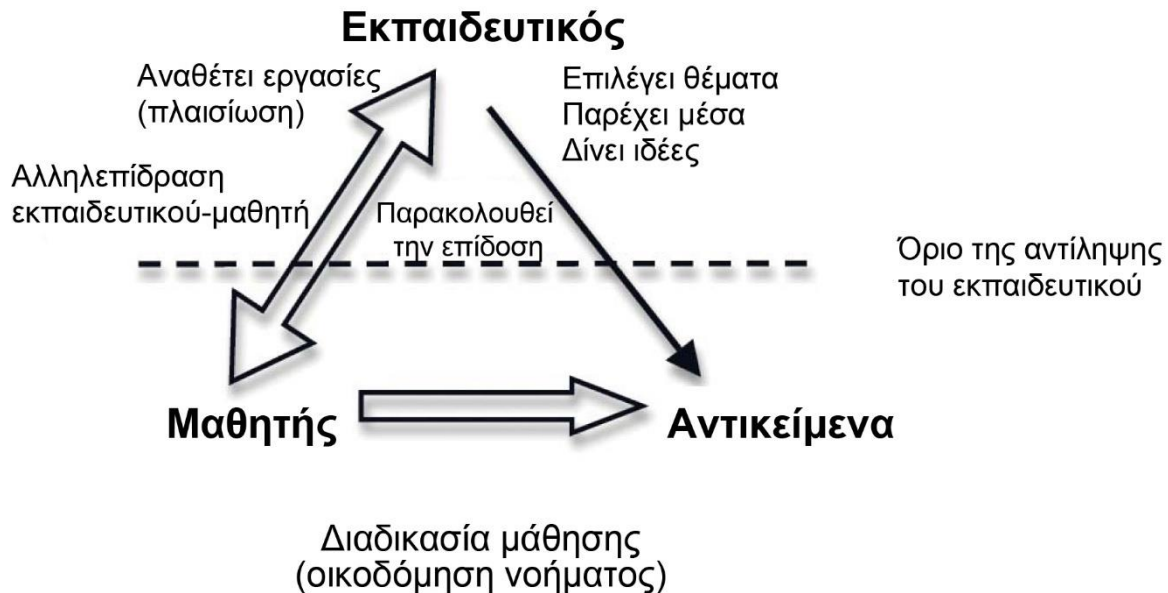 Εκπαιδευτικός
Αναθέτει εργασίες
(πλαισίωση)
Επιλέγει θέματα
Παρέχει μέσα
Δίνει ιδέες
Αλληλεπίδραση
εκπαιδευτικού-μαθητή
Παρακολουθεί
την επίδοση
Όριο της αντίληψης
του εκπαιδευτικού
Μαθητής
Αντικείμενα
Διαδικασία μάθησης
(οικοδόμηση νοήματος)